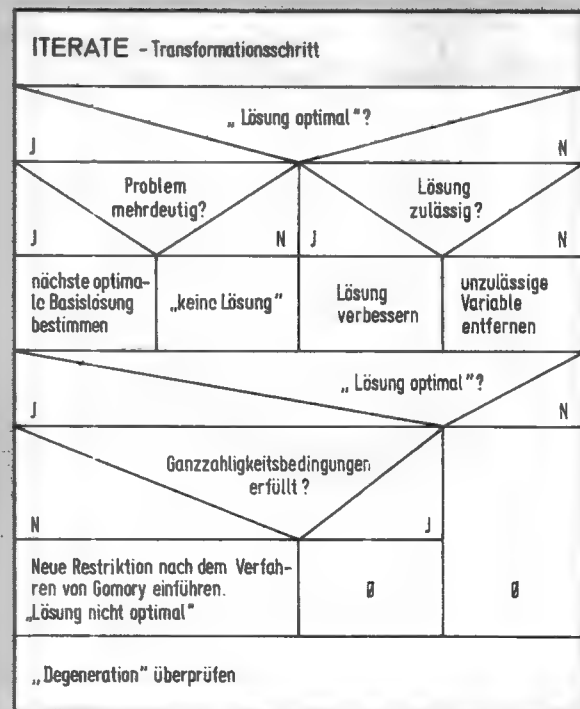 ITERATE - Transformationsschritt
„Lösung optimal"?
J
N
Problem
mehrdeutig?
J
N
Lösung
zulässig?
J
N
nächste optima-
le Basislösung
bestimmen
„keine Lösung"
Lösung
verbessern
unzulässige
Variable
entfernen
„Lösung optimal"?
J
N
Ganzzahligkeitsbedingungen
erfüllt?
N
J
Neue Restriktion nach dem Verfah-
ren von Gomory einführen.
„Lösung nicht optimal"
Ø
Ø
„Degeneration" überprüfen